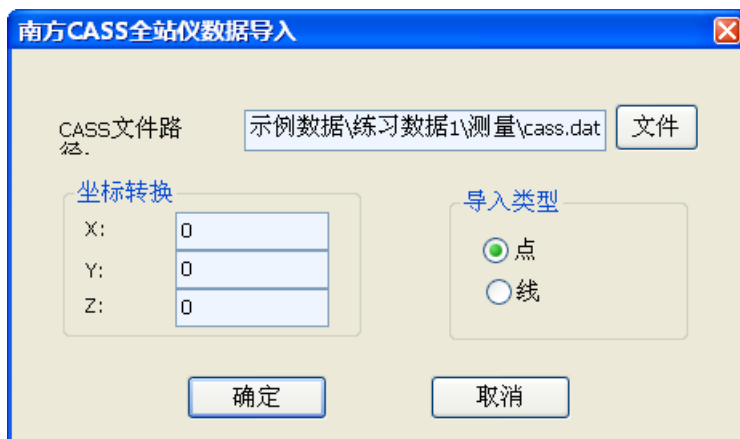 南方CASS全站仪数据导入
CASS文件路
径:
示例数据\练习数据1\测量\cass.dat
文件
坐标转换
X:
0
Y:
0
Z:
0
导入类型
点
线
确定
取消